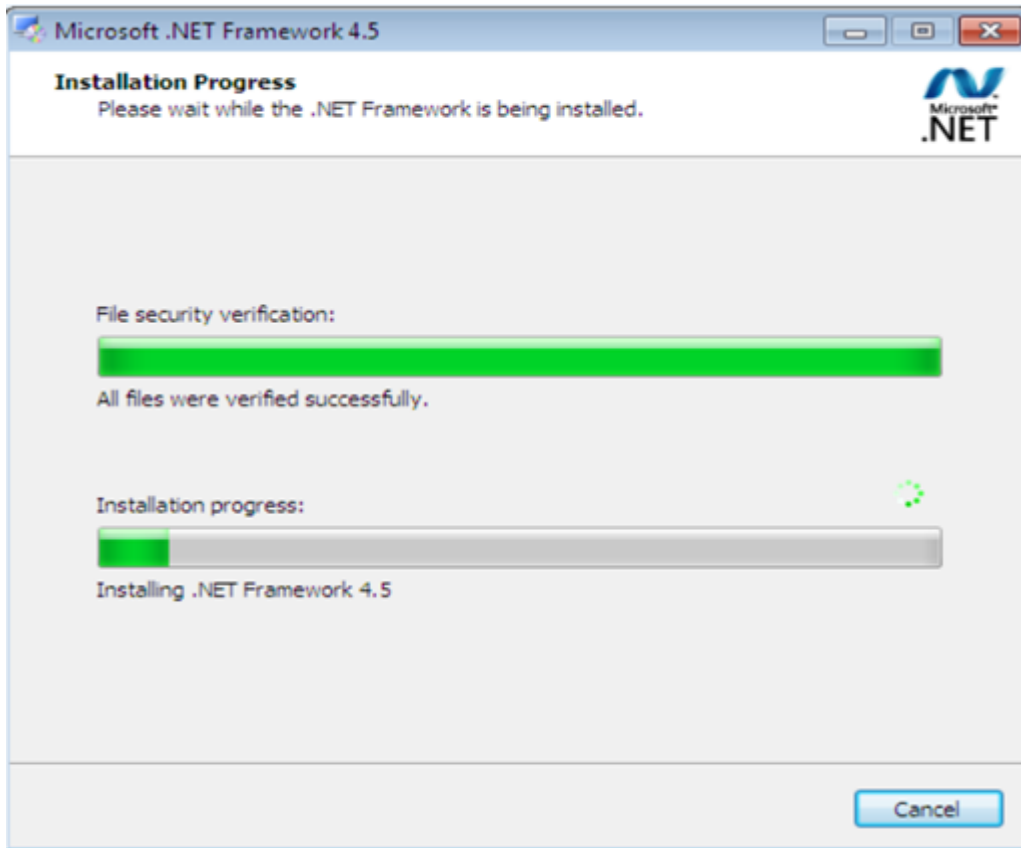 Microsoft .NET Framework 4.5
Installation Progress
Please wait while the .NET Framework is being installed.
Microsoft
.NET
File security verification:
All files were verified successfully.
Installation progress:
Installing .NET Framework 4.5
Cancel